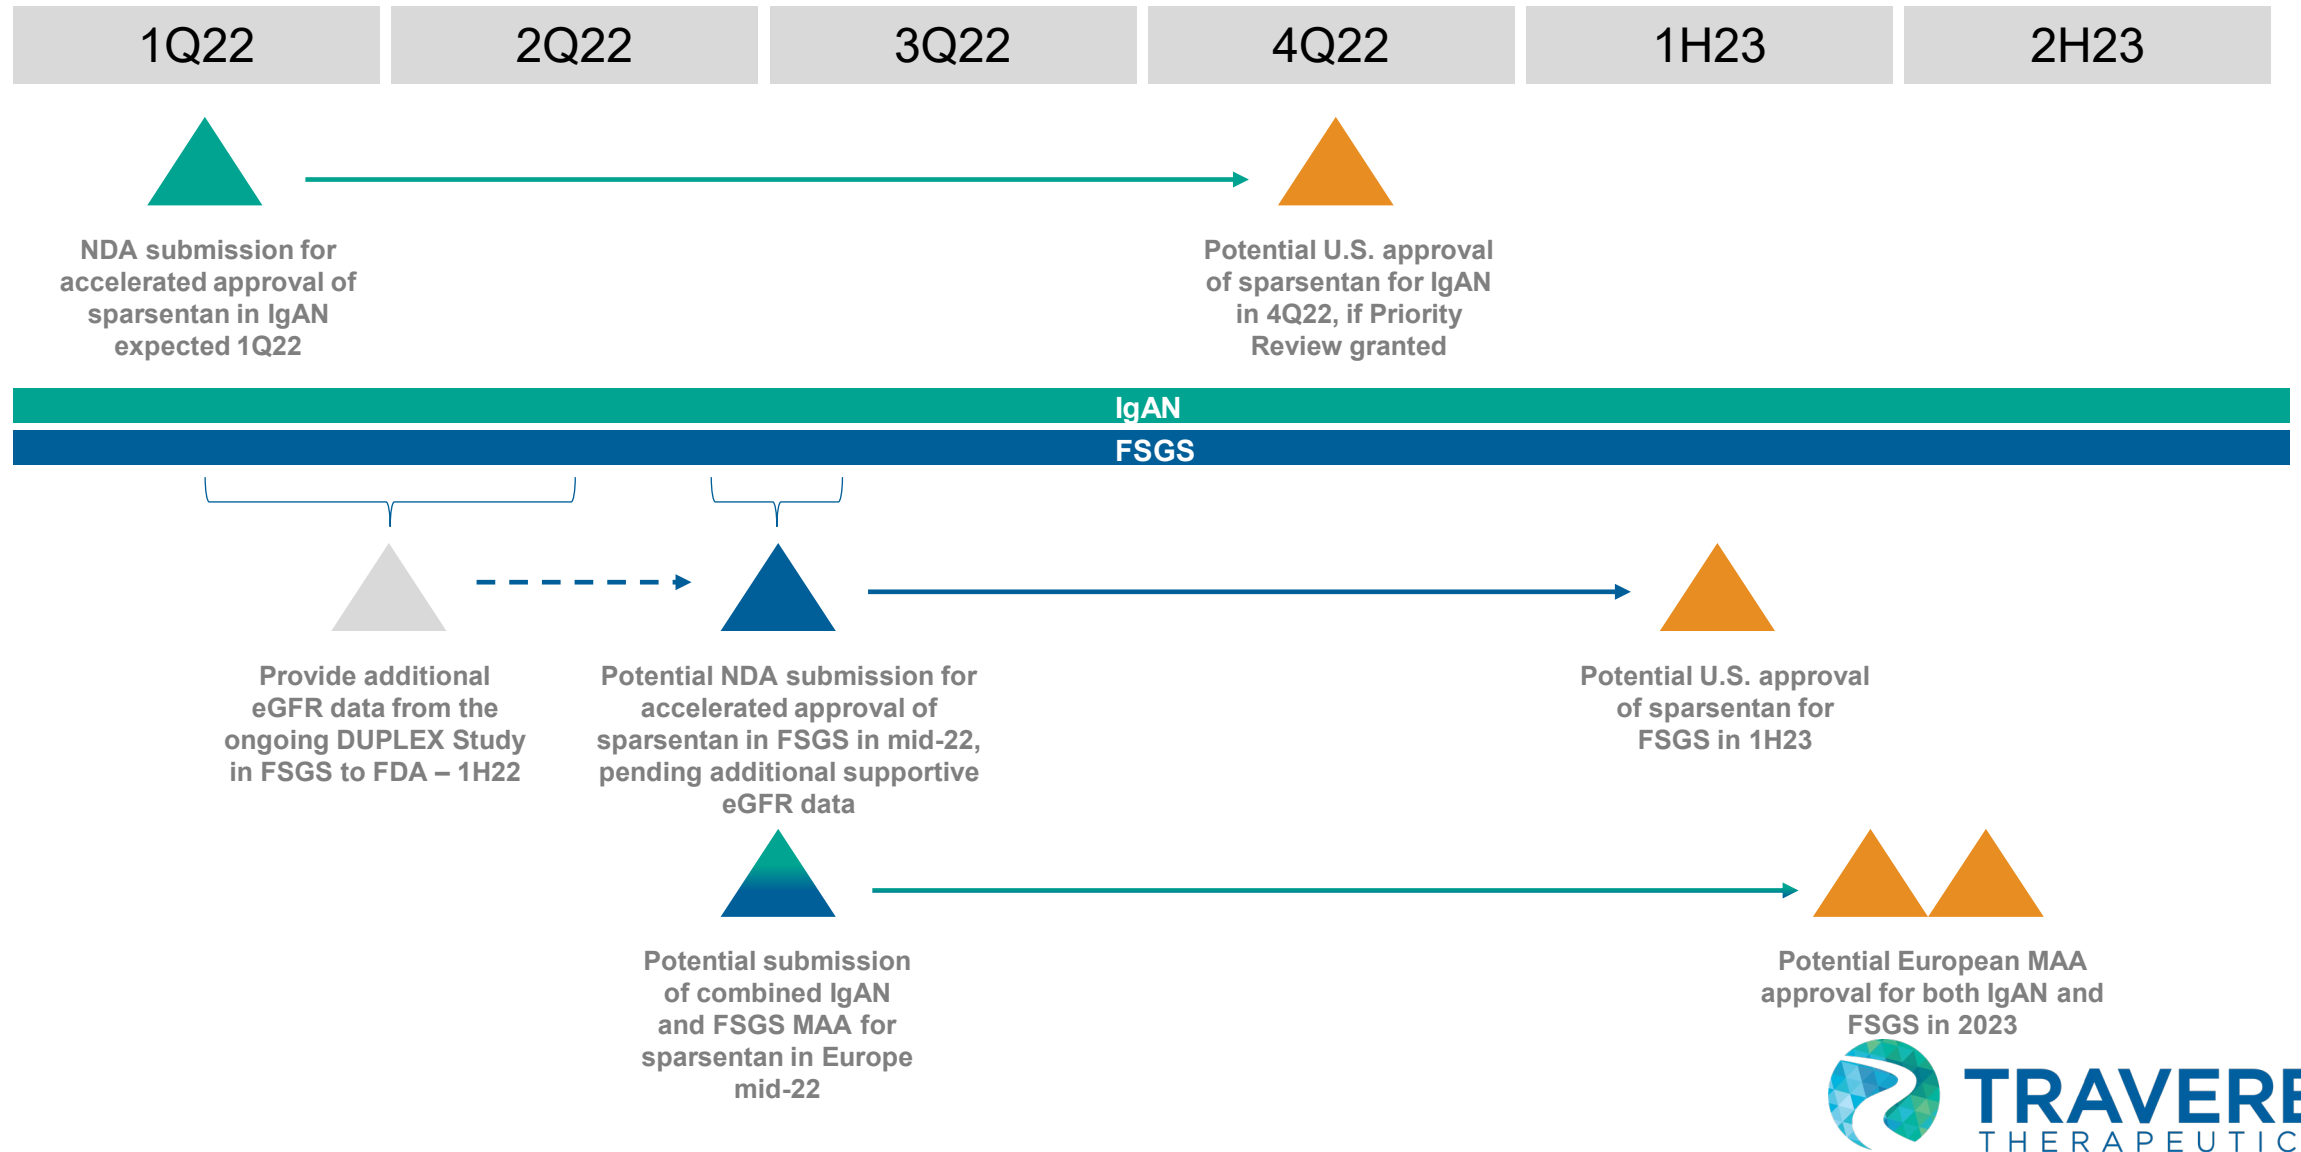 1Q22
2Q22
3Q22
4Q22
1H23
2H23
NDA submission for
accelerated approval of
sparsentan in IgAN
expected 1Q22
Potential U.S. approval
of sparsentan for IgAN
in 4Q22, if Priority
Review granted
IgAN
FSGS
Provide additional
eGFR data from the
ongoing DUPLEX Study
in FSGS to FDA – 1H22
Potential NDA submission for
accelerated approval of
sparsentan in FSGS in mid-22,
pending additional supportive
eGFR data
Potential U.S. approval
of sparsentan for
FSGS in 1H23
Potential submission
of combined IgAN
and FSGS MAA for
sparsentan in Europe
mid-22
Potential European MAA
approval for both IgAN and
FSGS in 2023
TRAVERE
THERAPEUTIC